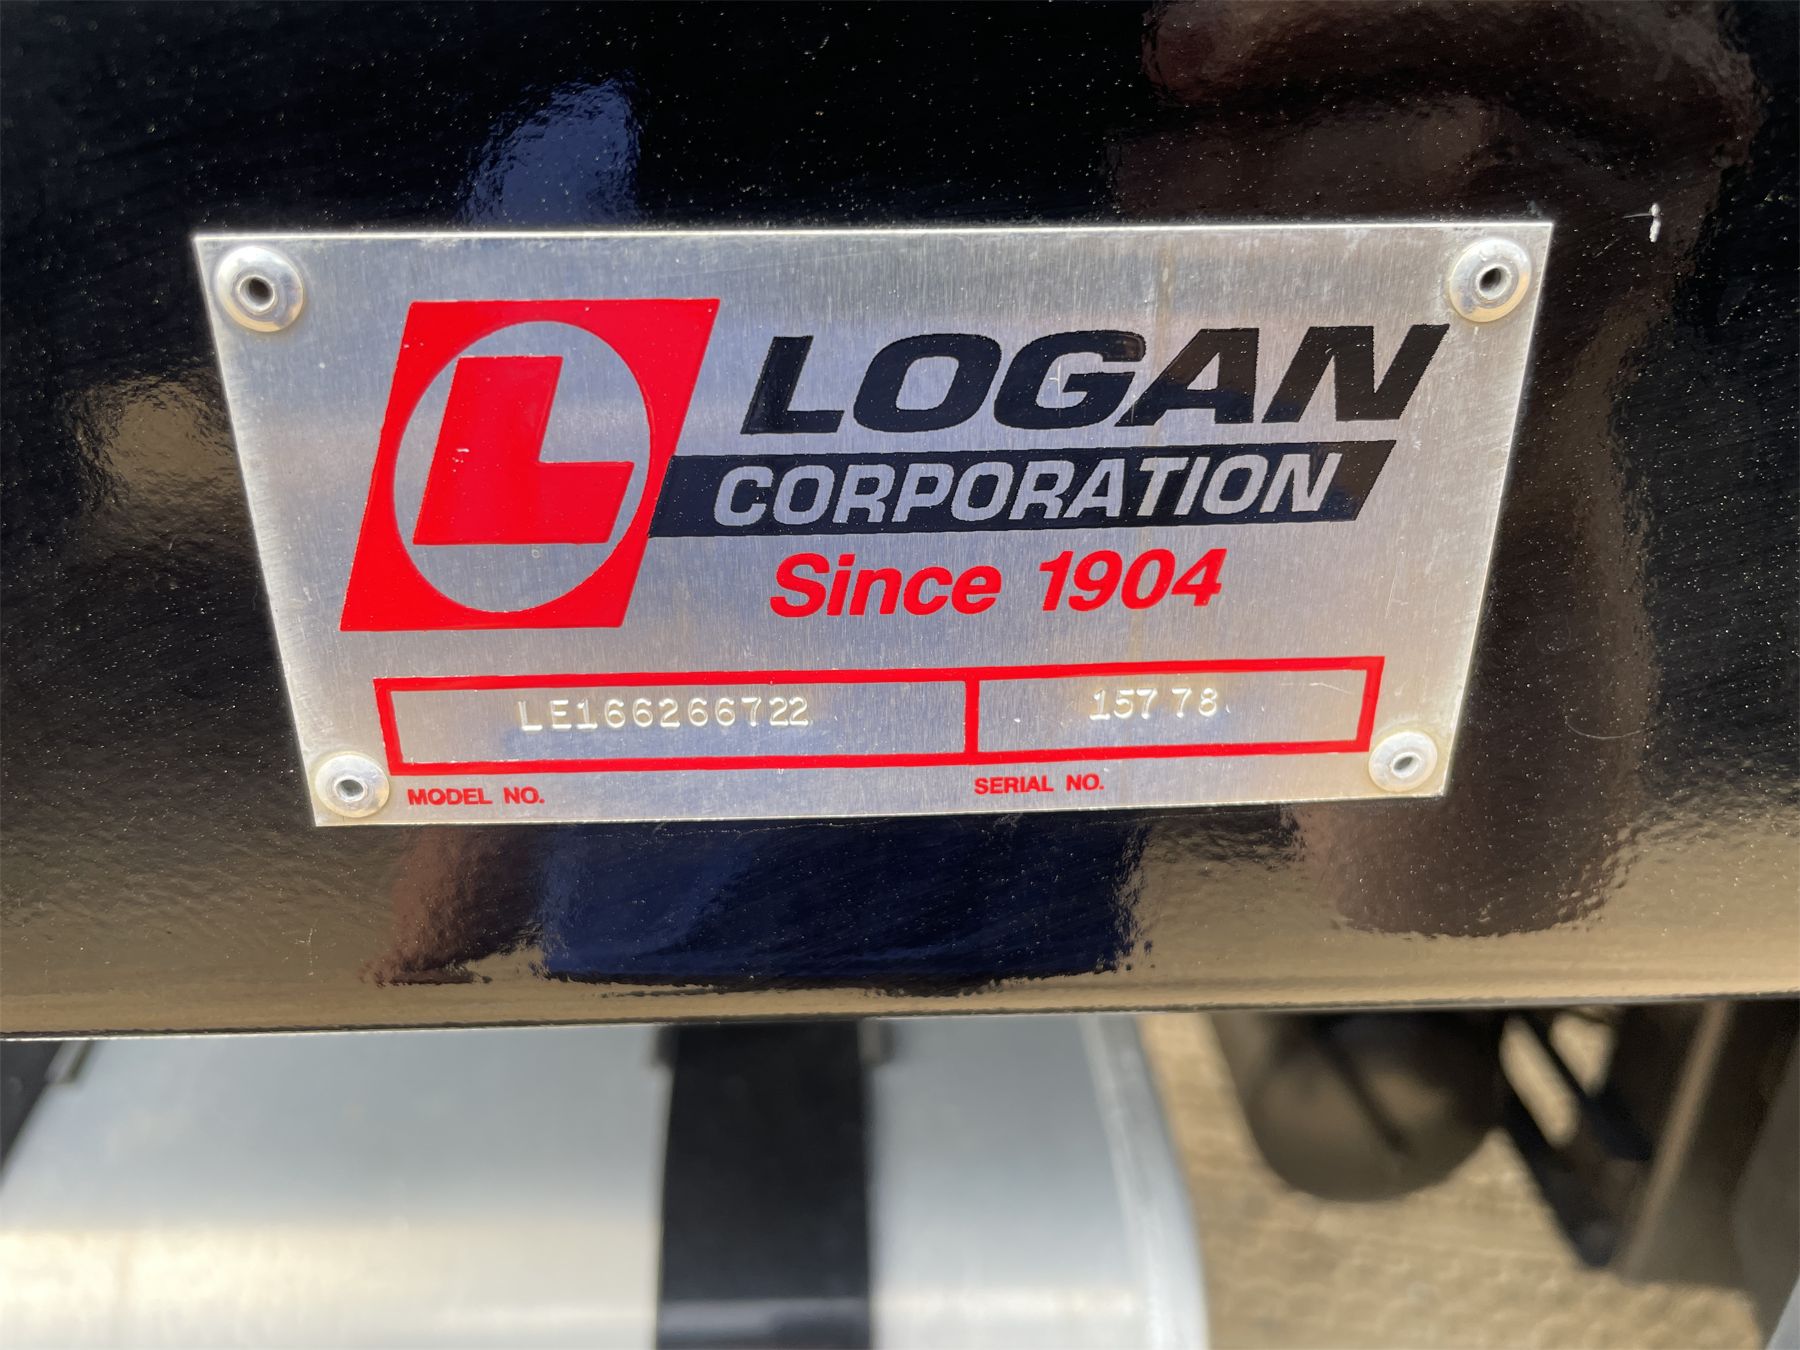 L
LOGAN
CORPORATION
Since 1904
LE166266722 15778
MODEL NO. SERIAL NO.